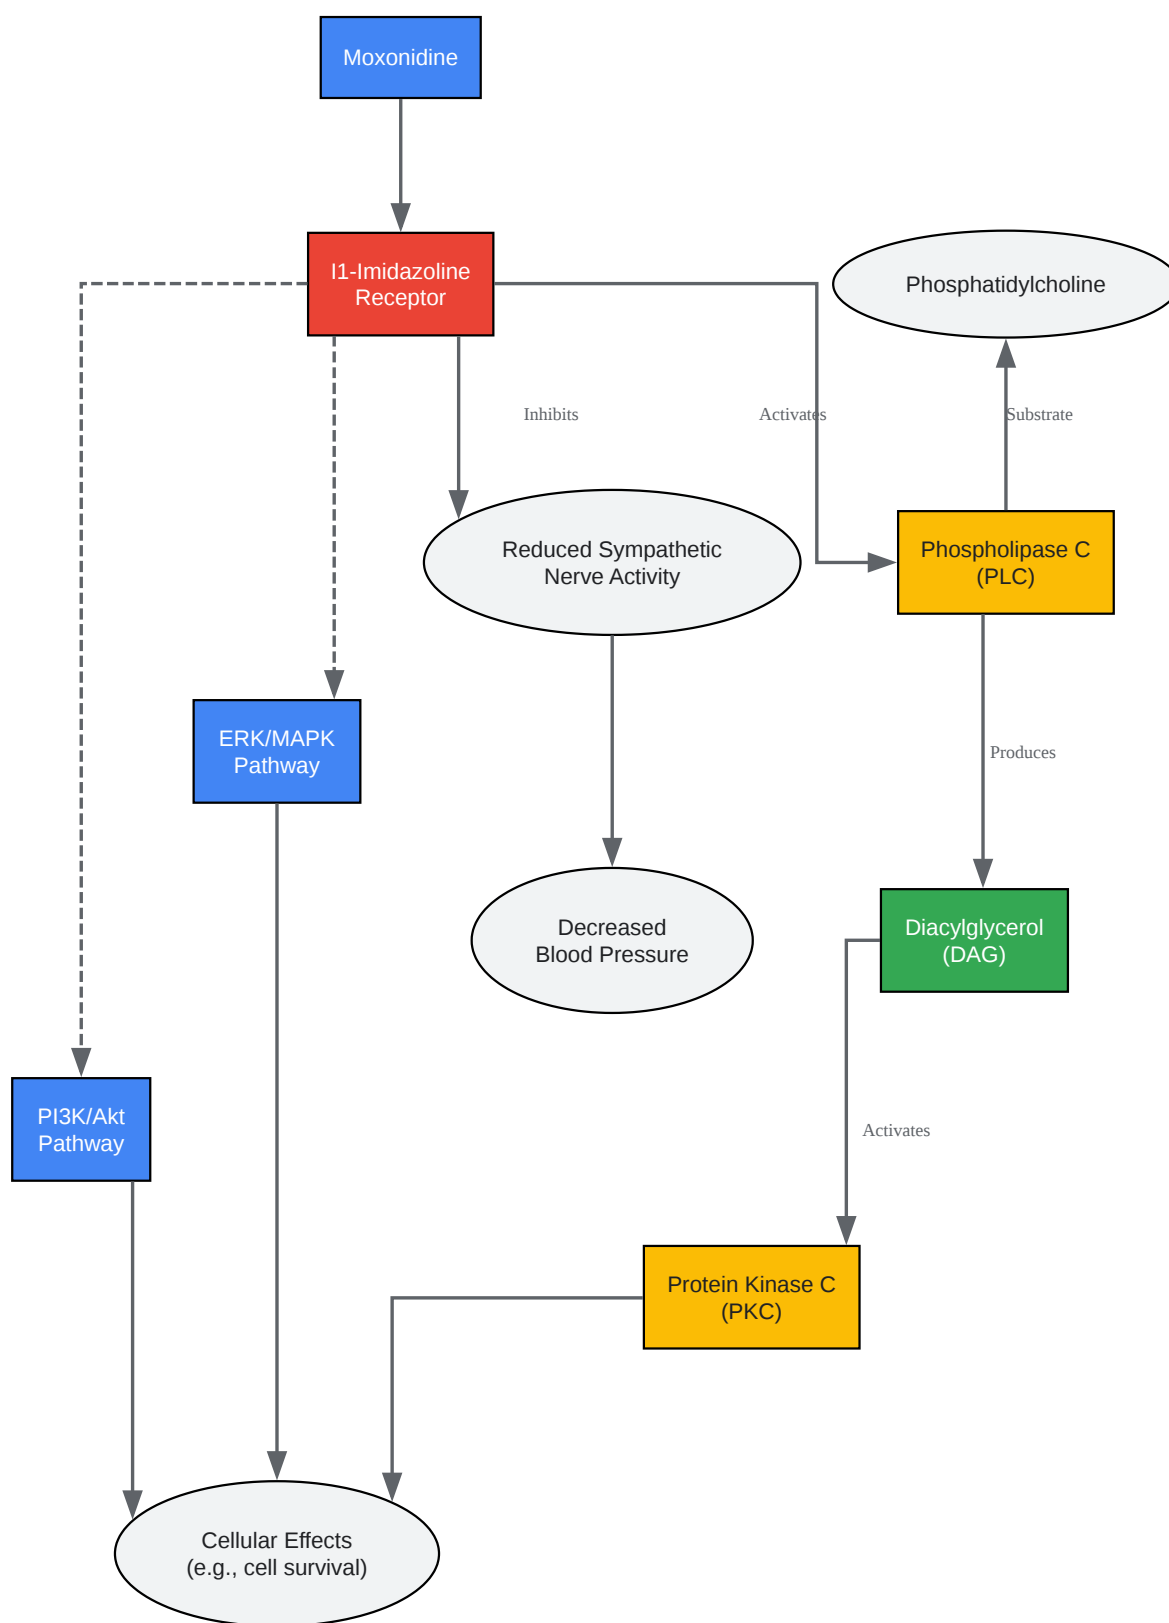 Moxonidine
I1-Imidazoline
Receptor
Phosphatidylcholine
Inhibits
Activates
Substrate
Reduced Sympathetic
Nerve Activity
Phospholipase C
(PLC)
ERK/MAPK
Pathway
Produces
Decreased
Blood Pressure
Diacylglycerol
(DAG)
PI3K/Akt
Pathway
Activates
Protein Kinase C
(PKC)
Cellular Effects
(e.g., cell survival)